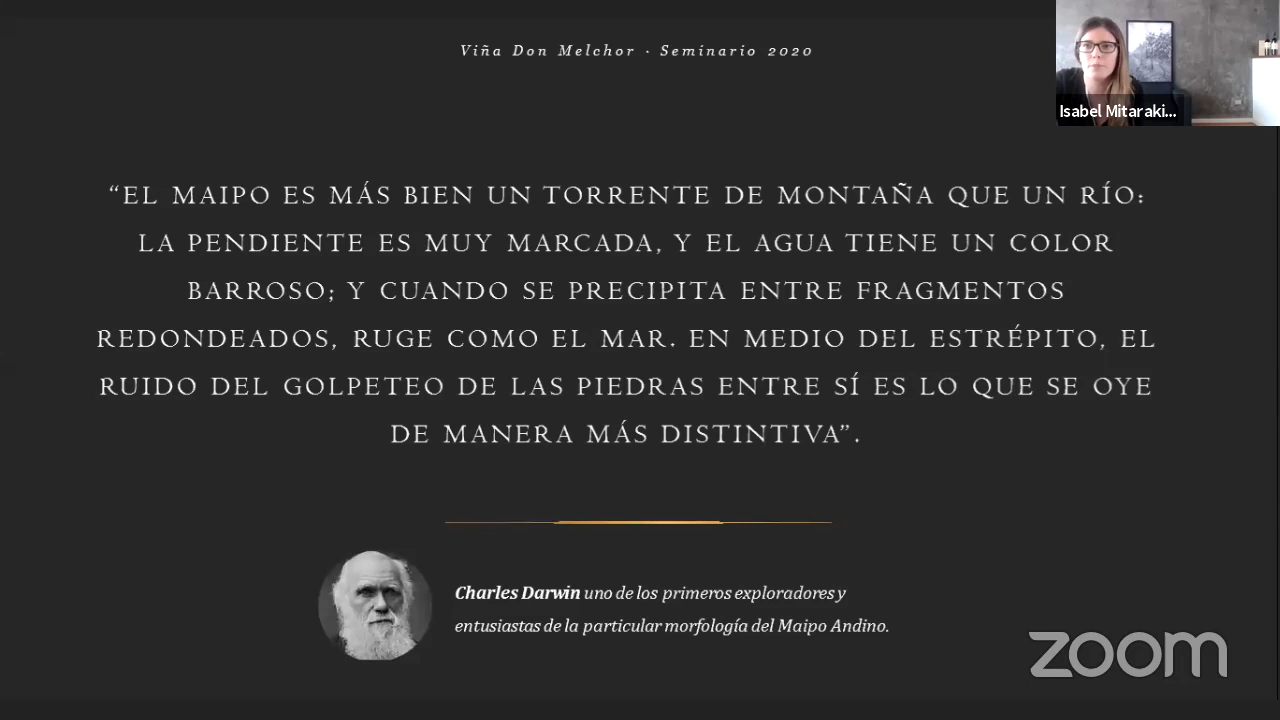 Viña Don Melchor · Seminario 2020
Isabel Mitaraki...
“EL MAIPO ES MÁS BIEN UN TORRENTE DE MONTAÑA QUE UN RÍO:
LA PENDIENTE ES MUY MARCADA, Y EL AGUA TIENE UN COLOR
BARROSO; Y CUANDO SE PRECIPITA ENTRE FRAGMENTOS
REDONDEADOS, RUGE COMO EL MAR. EN MEDIO DEL ESTRÉPITO, EL
RUIDO DEL GOLPETEO DE LAS PIEDRAS ENTRE SÍ ES LO QUE SE OYE
DE MANERA MÁS DISTINTIVA”.
Charles Darwin uno de los primeros exploradores y
entusiastas de la particular morfología del Maipo Andino.
zoom